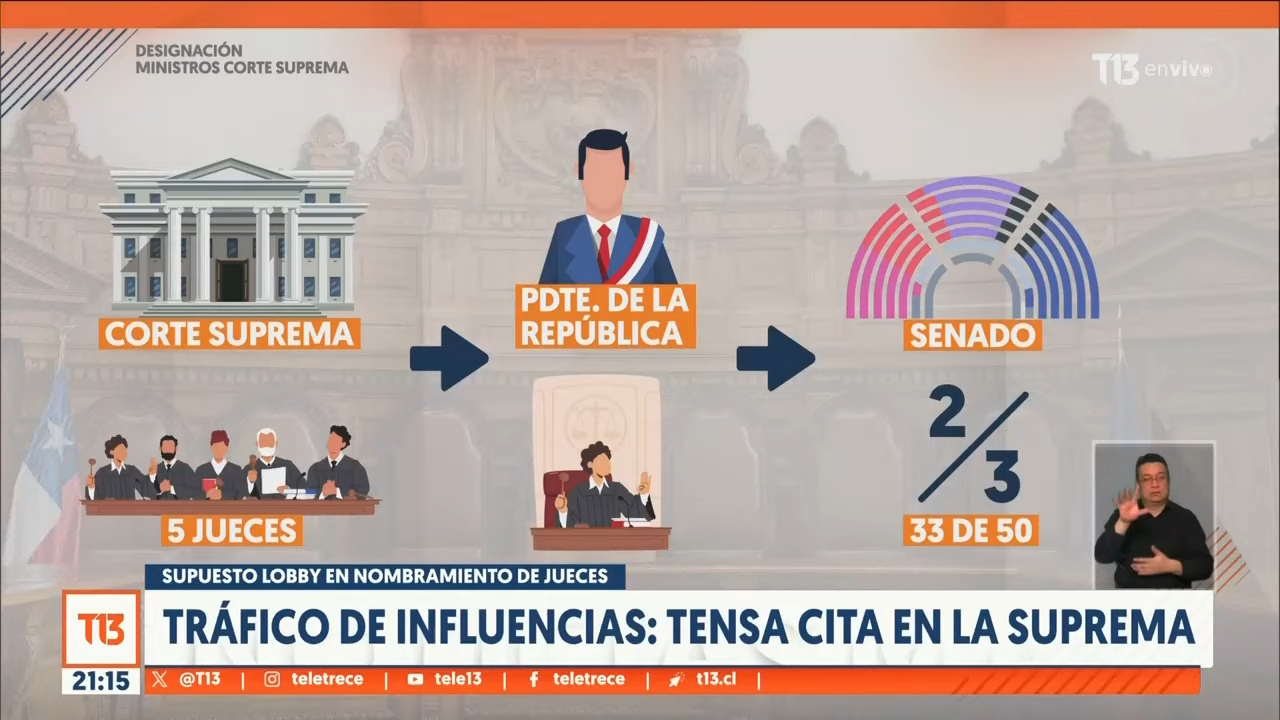 DESIGNACIÓN
MINISTROS CORTE SUPREMA
T13 en vivo
CORTE SUPREMA
PDTE. DE LA
REPÚBLICA
SENADO
5 JUECES
2/3
33 DE 50
SUPUESTO LOBBY EN NOMBRAMIENTO DE JUECES
T13
TRÁFICO DE INFLUENCIAS: TENSA CITA EN LA SUPREMA
21:15
@T13 | teletrece | tele13 | teletrece | t13.cl |